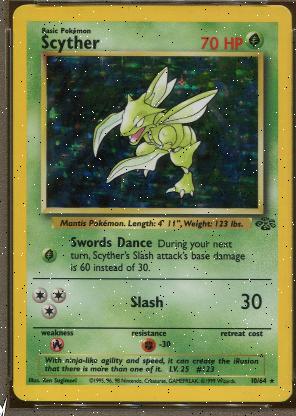 Basic Pokémon
Scyther 70 HP
Mantis Pokémon. Length: 4' 11", Weight: 123 lbs.
Swords Dance During your next
turn, Scyther's Slash attack's base damage
is 60 instead of 30.
Slash 30
weakness resistance retreat cost
-30
With ninja-like agility and speed, it can create the illusion
that there is more than one of it. LV. 25 #123
Illus. Ken Sugimori ©1995, 96, 98 Nintendo, Creatures, GAMEFREAK. ©1999 Wizards. 10/64 ★